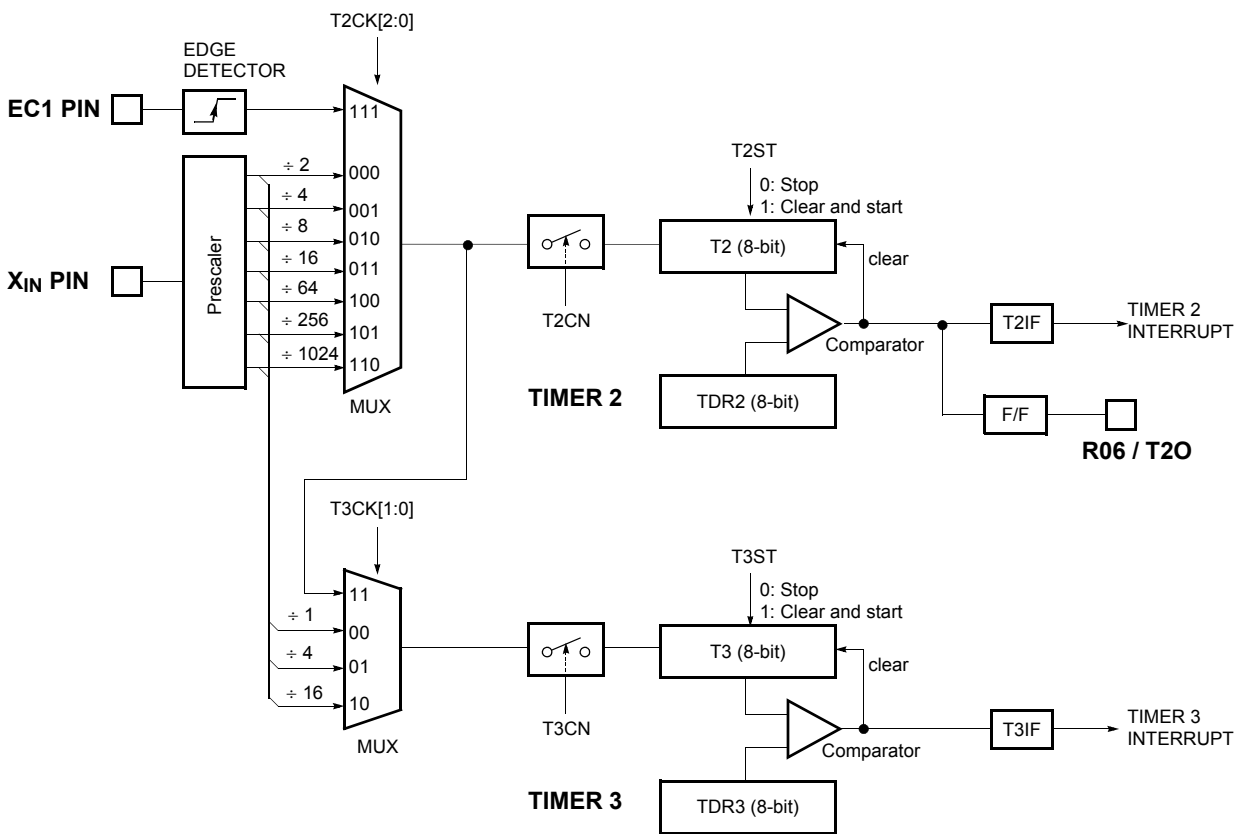 T2CK[2:0]
EDGE
DETECTOR
EC1 PIN
111
÷ 2
000
÷ 4
001
÷ 8
010
÷ 16
011
÷ 64
100
÷ 256
101
÷ 1024
110
XIN PIN
Prescaler
MUX
T2CN
TIMER 2
T2ST
0: Stop
1: Clear and start
T2 (8-bit)
clear
Comparator
TDR2 (8-bit)
T2IF
TIMER 2
INTERRUPT
F/F
R06 / T2O
T3CK[1:0]
11
÷ 1
00
÷ 4
01
÷ 16
10
MUX
T3CN
TIMER 3
T3ST
0: Stop
1: Clear and start
T3 (8-bit)
clear
Comparator
TDR3 (8-bit)
T3IF
TIMER 3
INTERRUPT